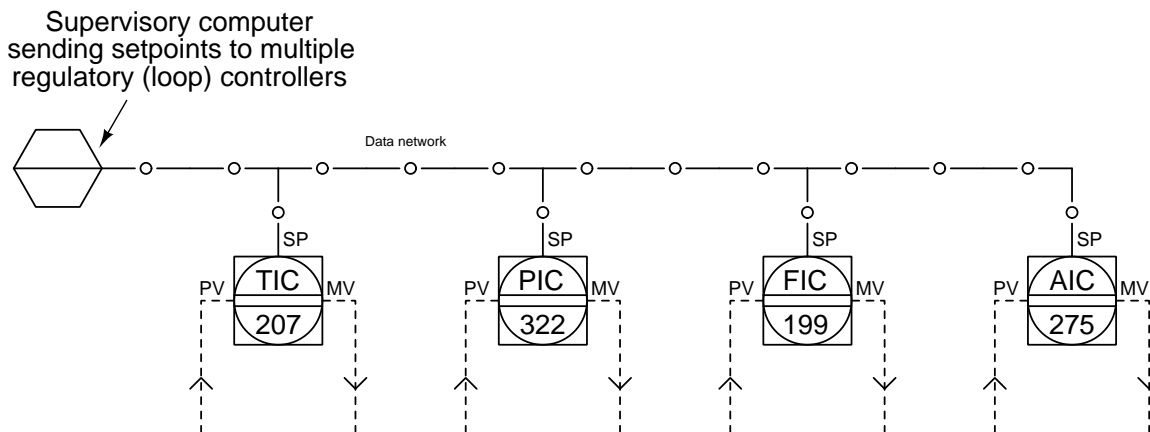 Supervisory computer
sending setpoints to multiple
regulatory (loop) controllers
Data network
SP SP SP SP
PV TIC MV PV PIC MV PV FIC MV PV AIC MV
207 322 199 275